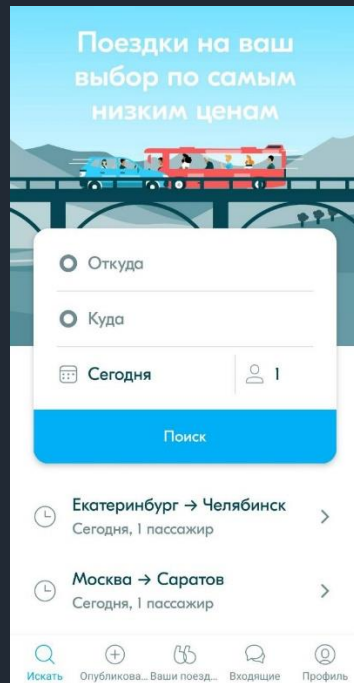 Поездки на ваш
выбор по самым
низким ценам
Откуда
Куда
Сегодня
1
Поиск
Екатеринбург → Челябинск
Сегодня, 1 пассажир
Москва → Саратов
Сегодня, 1 пассажир
Искать
Опубликова...
Ваши поезд...
Входящие
Профиль